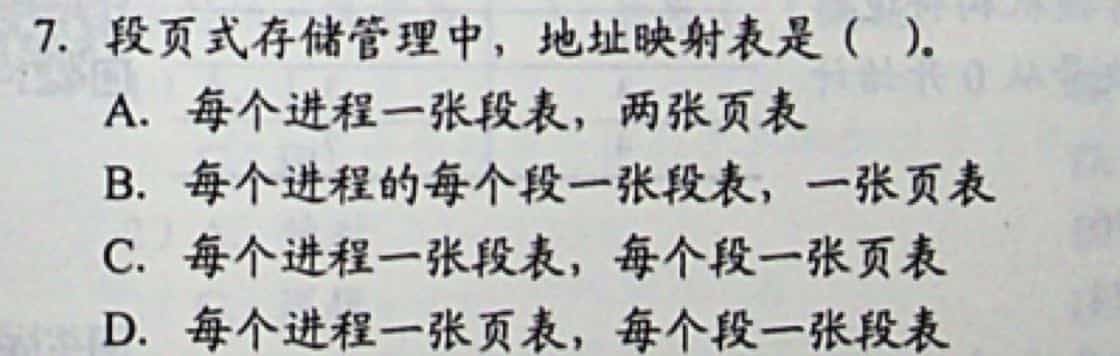 7. 段页式存储管理中，地址映射表是（ ）。
A. 每个进程一张段表，两张页表
B. 每个进程的每个段一张段表，一张页表
C. 每个进程一张段表，每个段一张页表
D. 每个进程一张页表，每个段一张段表